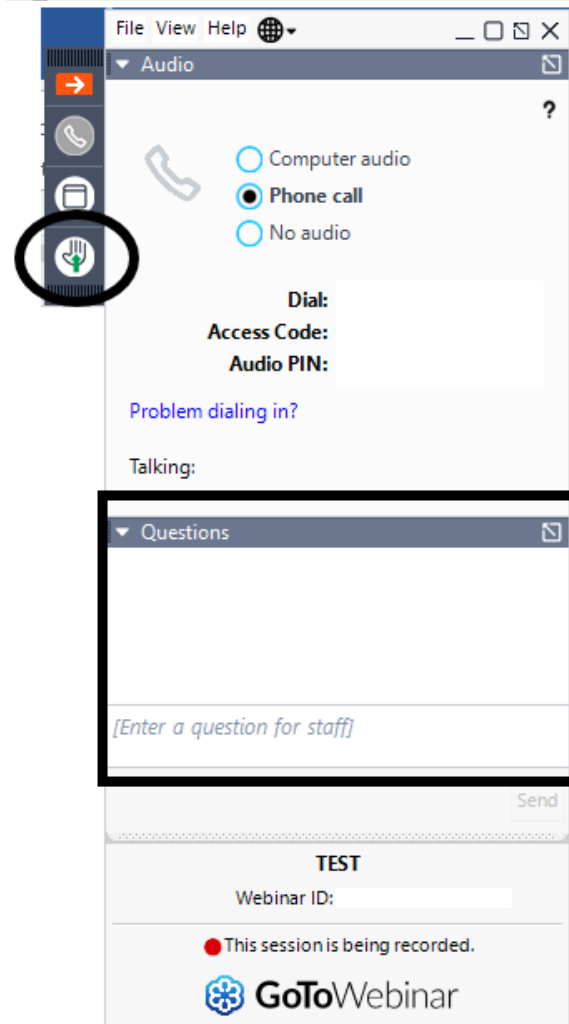 File View Help
Audio
?
Computer audio
Phone call
No audio
Dial:
Access Code:
Audio PIN:
Problem dialing in?
Talking:
Questions
[Enter a question for staff]
Send
TEST
Webinar ID:
This session is being recorded.
GoToWebinar